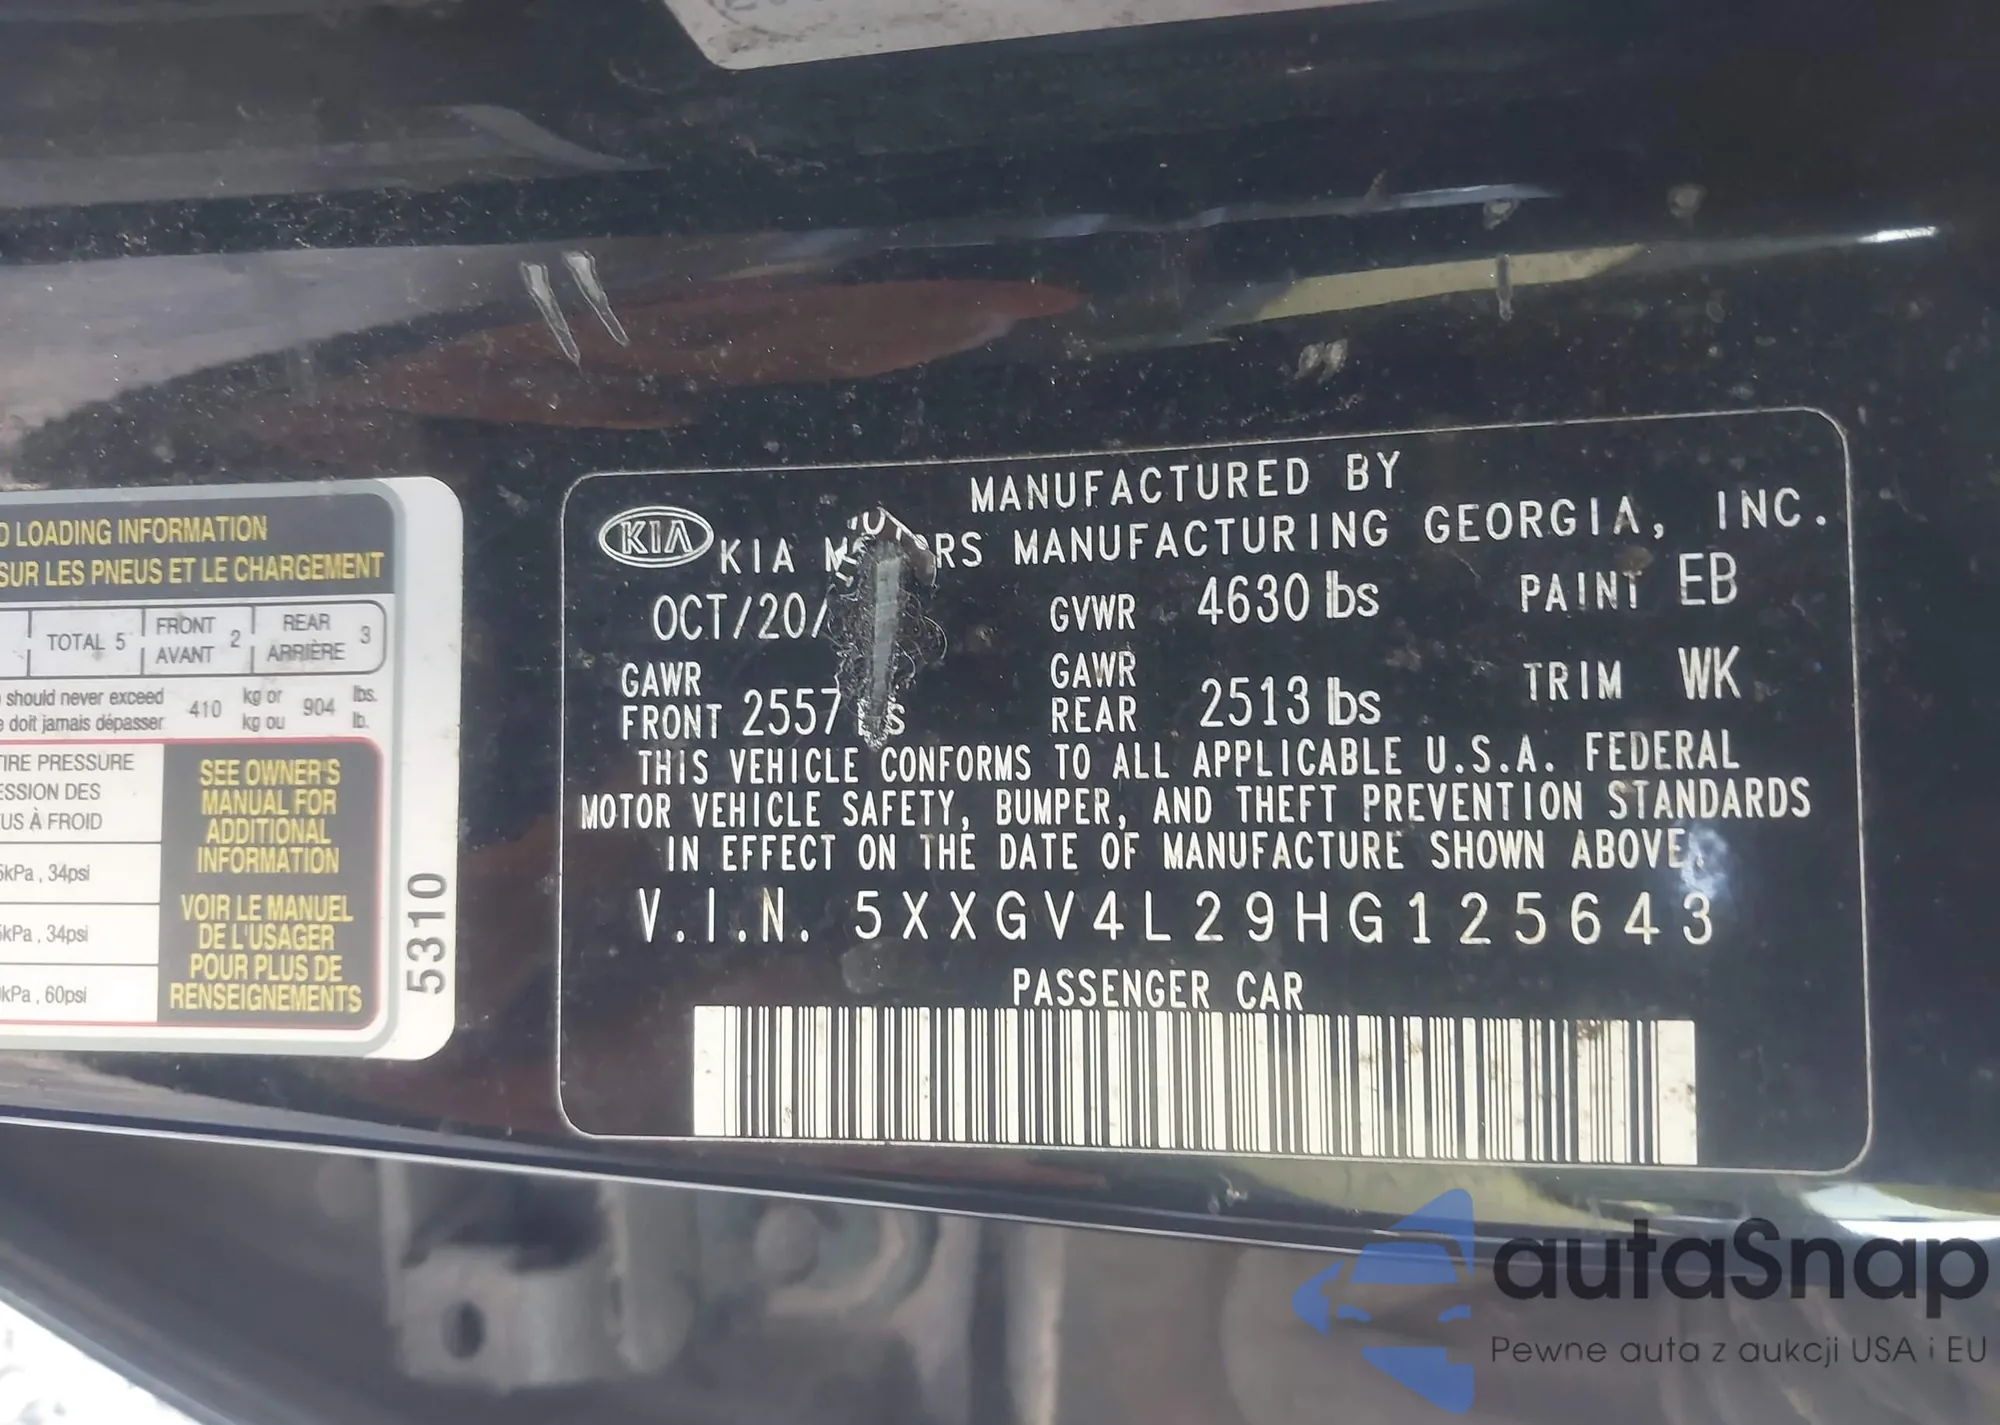 D LOADING INFORMATION
SUR LES PNEUS ET LE CHARGEMENT
TOTAL 5
FRONT
AVANT
2
REAR
ARRIÈRE
3
should never exceed
doit jamais dépasser
410
kg or
kg ou
904
lbs.
lb.
TIRE PRESSURE
ESSION DES
US À FROID
kPa , 34psi
kPa , 34psi
kPa , 60psi
SEE OWNER'S
MANUAL FOR
ADDITIONAL
INFORMATION
VOIR LE MANUEL
DE L'USAGER
POUR PLUS DE
RENSEIGNEMENTS
5310
MANUFACTURED BY
KIA
KIA MOTORS MANUFACTURING GEORGIA, INC.
OCT/20/
GVWR 4630 lbs
PAINT EB
GAWR
FRONT 2557
GAWR
REAR 2513 lbs
TRIM WK
THIS VEHICLE CONFORMS TO ALL APPLICABLE U.S.A. FEDERAL
MOTOR VEHICLE SAFETY, BUMPER, AND THEFT PREVENTION STANDARDS
IN EFFECT ON THE DATE OF MANUFACTURE SHOWN ABOVE.
V.I.N. 5XXGV4L29HG125643
PASSENGER CAR
autaSnap
Pewne auta z aukcji USA i EU